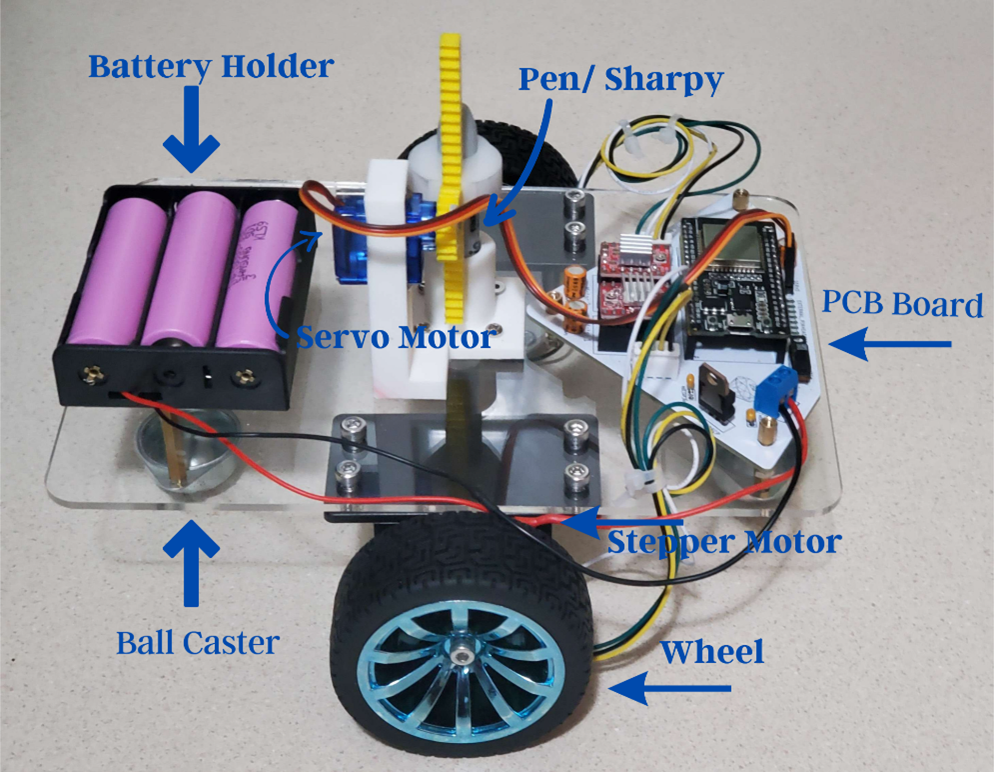 Battery Holder
Pen/ Sharpy
PCB Board
Servo Motor
Stepper Motor
Ball Caster
Wheel